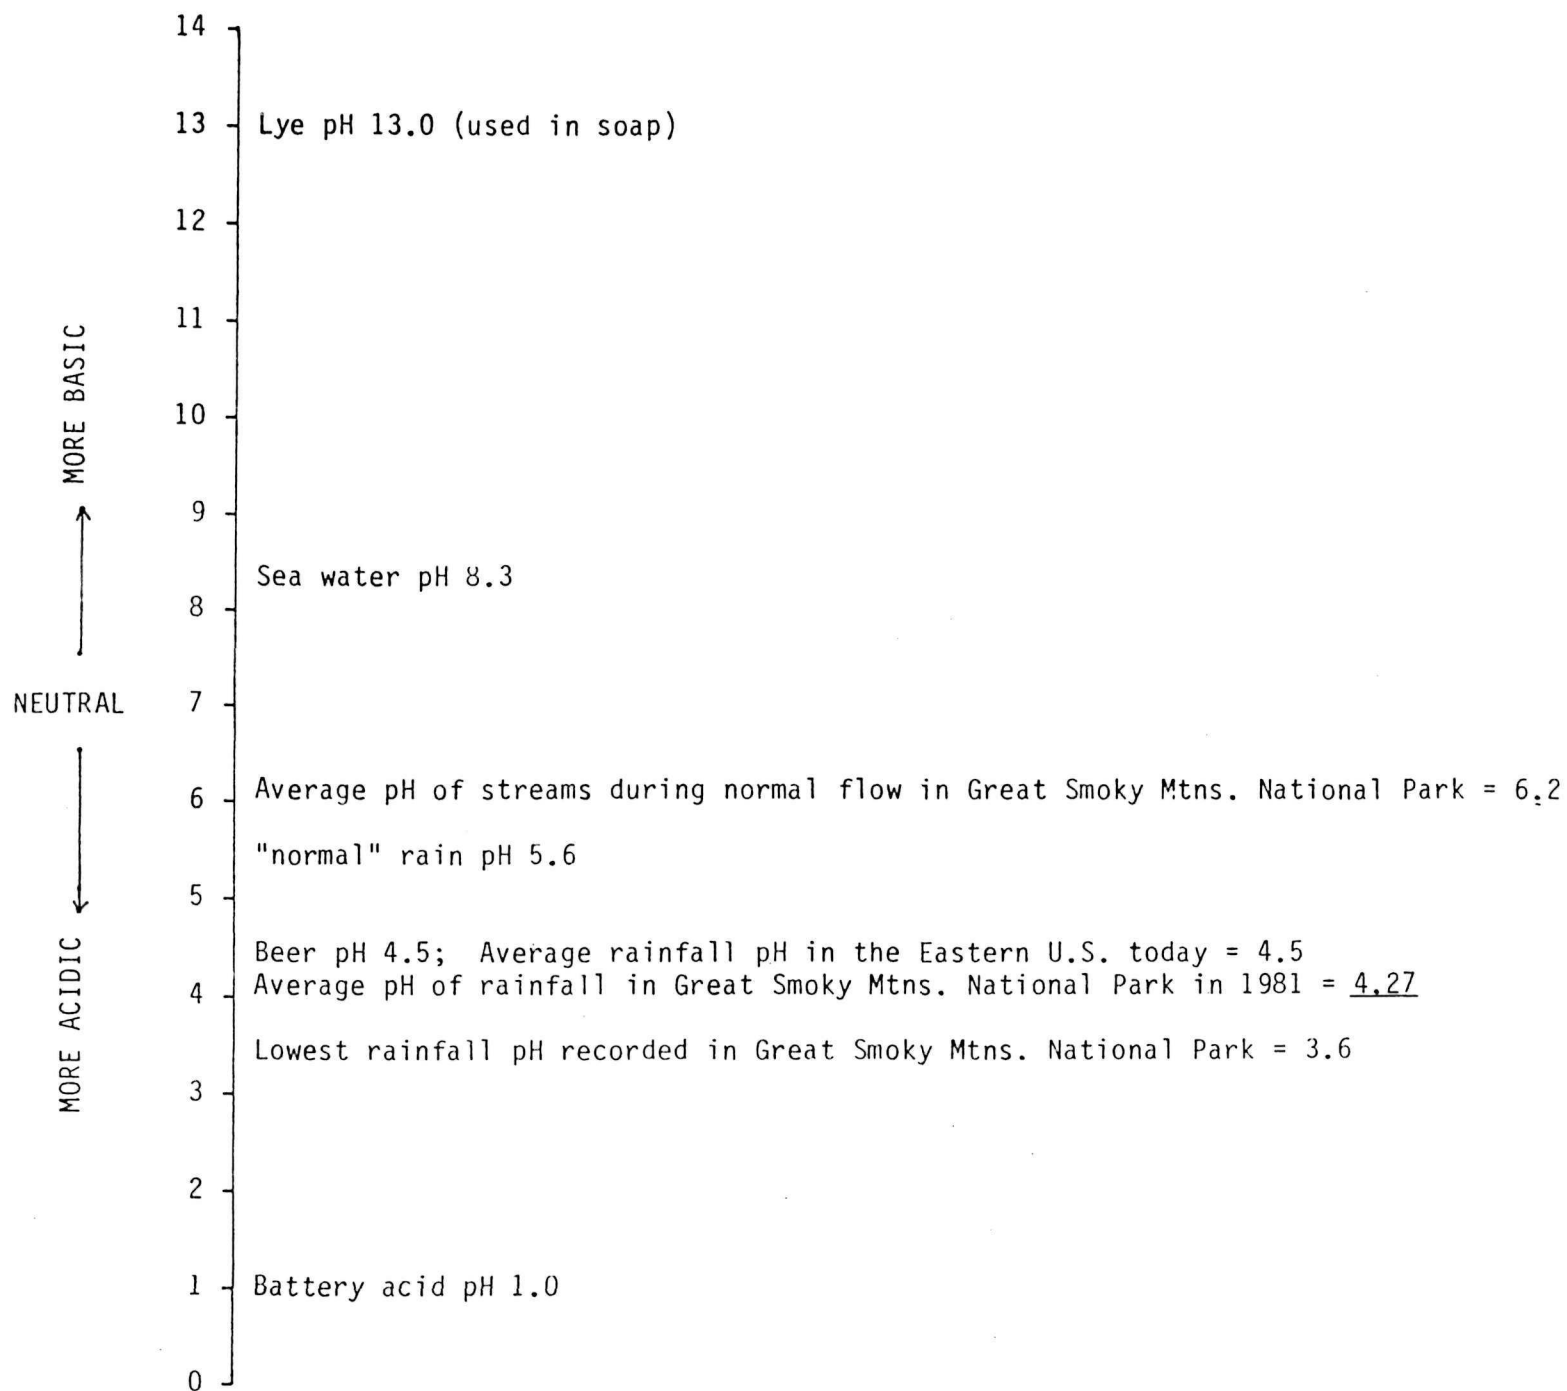 14
13 Lye pH 13.0 (used in soap)
12
11
MORE BASIC
10
9
Sea water pH 8.3
8
NEUTRAL 7
Average pH of streams during normal flow in Great Smoky Mtns. National Park = 6.2
6
"normal" rain pH 5.6
5
Beer pH 4.5; Average rainfall pH in the Eastern U.S. today = 4.5
4 Average pH of rainfall in Great Smoky Mtns. National Park in 1981 = 4.27
MORE ACIDIC
Lowest rainfall pH recorded in Great Smoky Mtns. National Park = 3.6
3
2
1 Battery acid pH 1.0
0